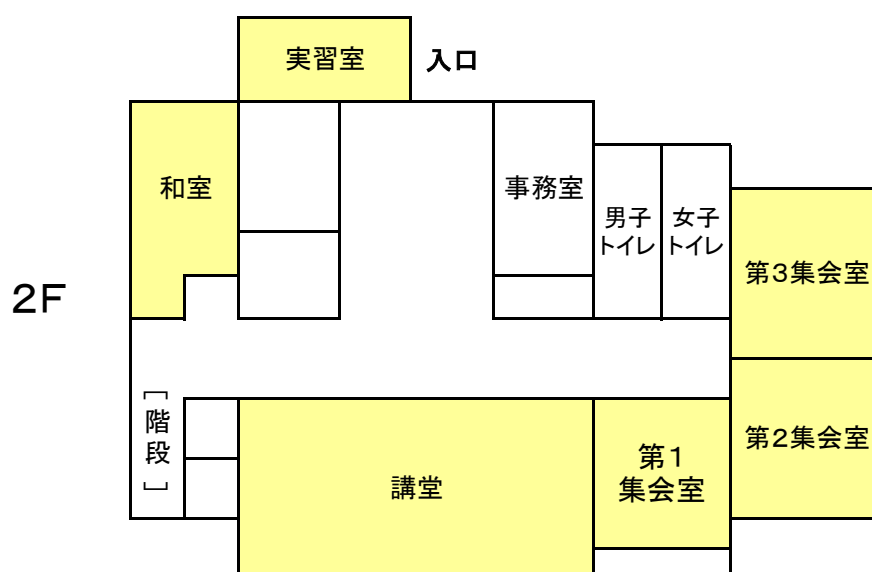 実習室
入口
和室
事務室
男子
トイレ
女子
トイレ
第3集会室
２Ｆ
［階段］
講堂
第１
集会室
第2集会室